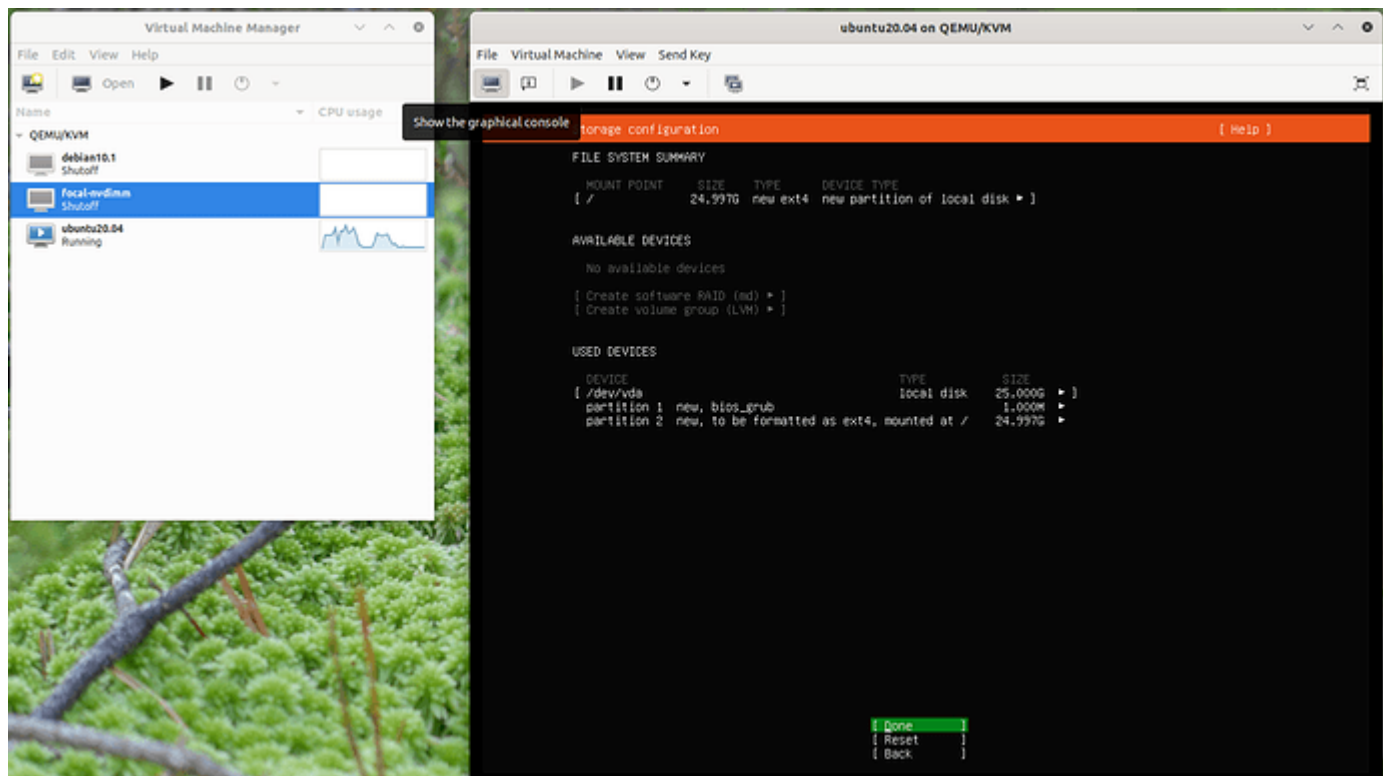 Virtual Machine Manager
File Edit View Help
Open
Name CPU usage
QEMU/KVM
debian10.1
Shutoff
focal-nvdimm
Shutoff
ubuntu20.04
Running
ubuntu20.04 on QEMU/KVM
File Virtual Machine View Send Key
Show the graphical console
torage configuration [ Help ]
FILE SYSTEM SUMMARY
MOUNT POINT SIZE TYPE DEVICE TYPE
[ / 24.997G new ext4 new partition of local disk ▸ ]
AVAILABLE DEVICES
No available devices
[ Create software RAID (md) ▸ ]
[ Create volume group (LVM) ▸ ]
USED DEVICES
DEVICE TYPE SIZE
[ /dev/vda local disk 25.000G ▸ ]
partition 1 new, bios_grub 1.000M ▸
partition 2 new, to be formatted as ext4, mounted at / 24.997G ▸
[ Done ]
[ Reset ]
[ Back ]